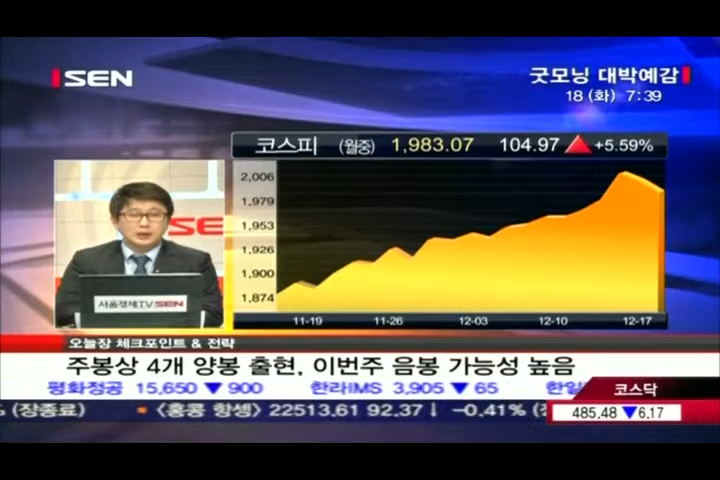 SEN
굿모닝 대박예감
18 (화) 7:39
코스피 (월중) 1,983.07 104.97 ▲ +5.59%
2,006
1,979
1,953
1,926
1,900
1,874
11-19 11-26 12-03 12-10 12-17
SE
서울경제TV SEN
오늘장 체크포인트 & 전략
주봉상 4개 양봉 출현, 이번주 음봉 가능성 높음
평화정공 15,650 ▼ 900 한라IMS 3,905 ▼ 65 한일
코스닥
485.48 ▼ 6.17
% (장종료) <홍콩 항셍> 22513.61 92.37↓ -0.41%